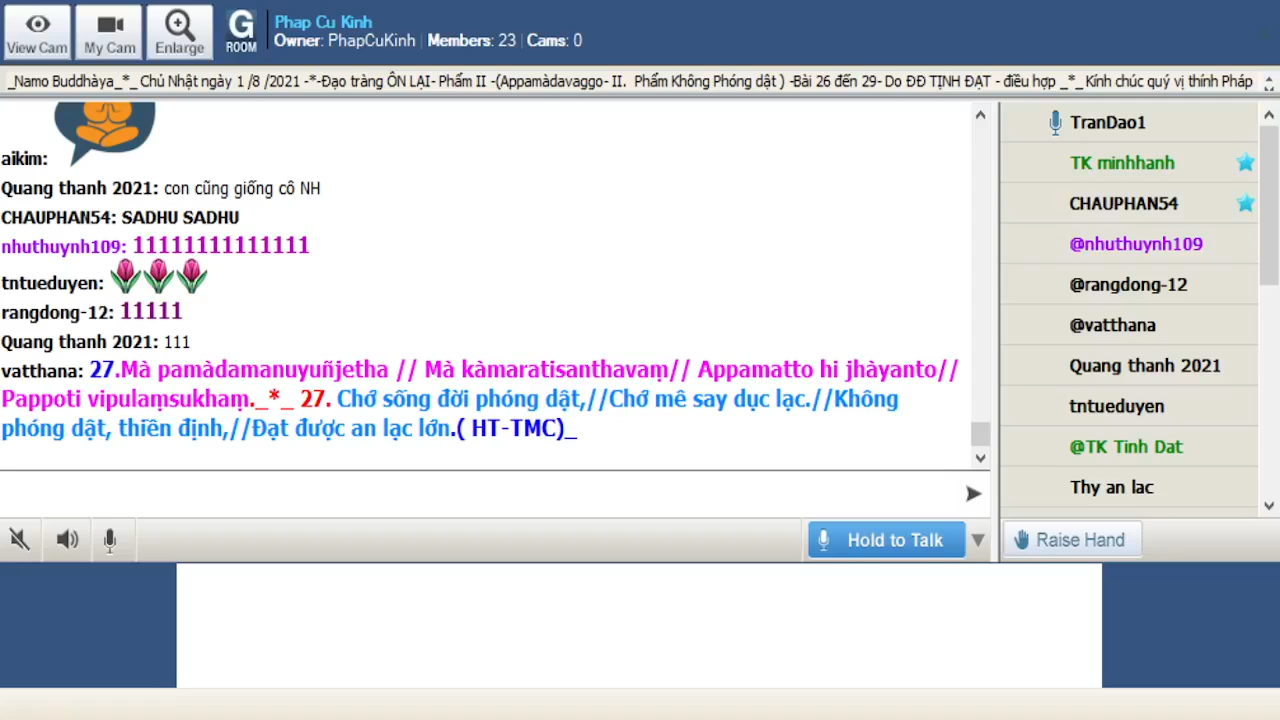 View Cam
My Cam
Enlarge
G
ROOM
Phap Cu Kinh
Owner: PhapCuKinh | Members: 23 | Cams: 0
_Namo Buddhàya_*_ Chủ Nhật ngày 1 /8 /2021 -*-Đạo tràng ÔN LẠI- Phẩm II -(Appamàdavaggo- II. Phẩm Không Phóng dật ) -Bài 26 đến 29- Do ĐĐ TỊNH ĐẠT - điều hợp _*_Kính chúc quý vị thính Pháp
aikim:
Quang thanh 2021: con cũng giống cô NH
CHAUPHAN54: SADHU SADHU
nhuthuynh109: 11111111111111
tntueduyen:
rangdong-12: 11111
Quang thanh 2021: 111
vatthana: 27.Mà pamàdamanuyuñjetha // Mà kàmaratisanthavaṃ// Appamatto hi jhàyanto//
Pappoti vipulaṃsukhaṃ._*_ 27. Chớ sống đời phóng dật,//Chớ mê say dục lạc.//Không
phóng dật, thiền định,//Đạt được an lạc lớn.( HT-TMC)_
TranDao1
TK minhhanh
CHAUPHAN54
@nhuthuynh109
@rangdong-12
@vatthana
Quang thanh 2021
tntueduyen
@TK Tinh Dat
Thy an lac
Hold to Talk
Raise Hand